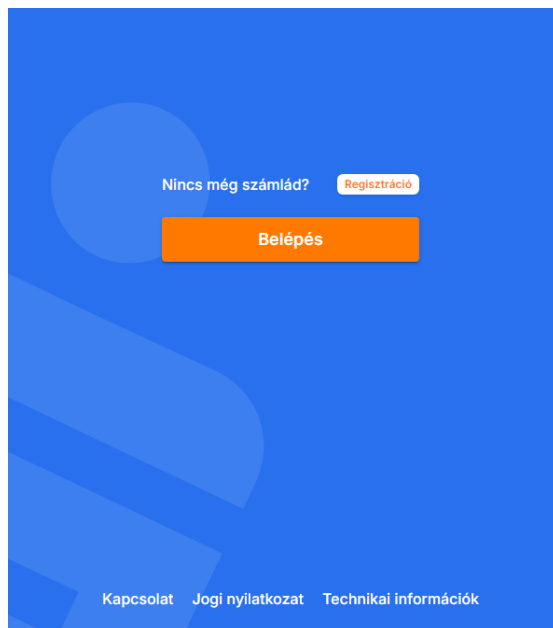 Nincs még számlád? Regisztráció
Belépés
Kapcsolat Jogi nyilatkozat Technikai információk